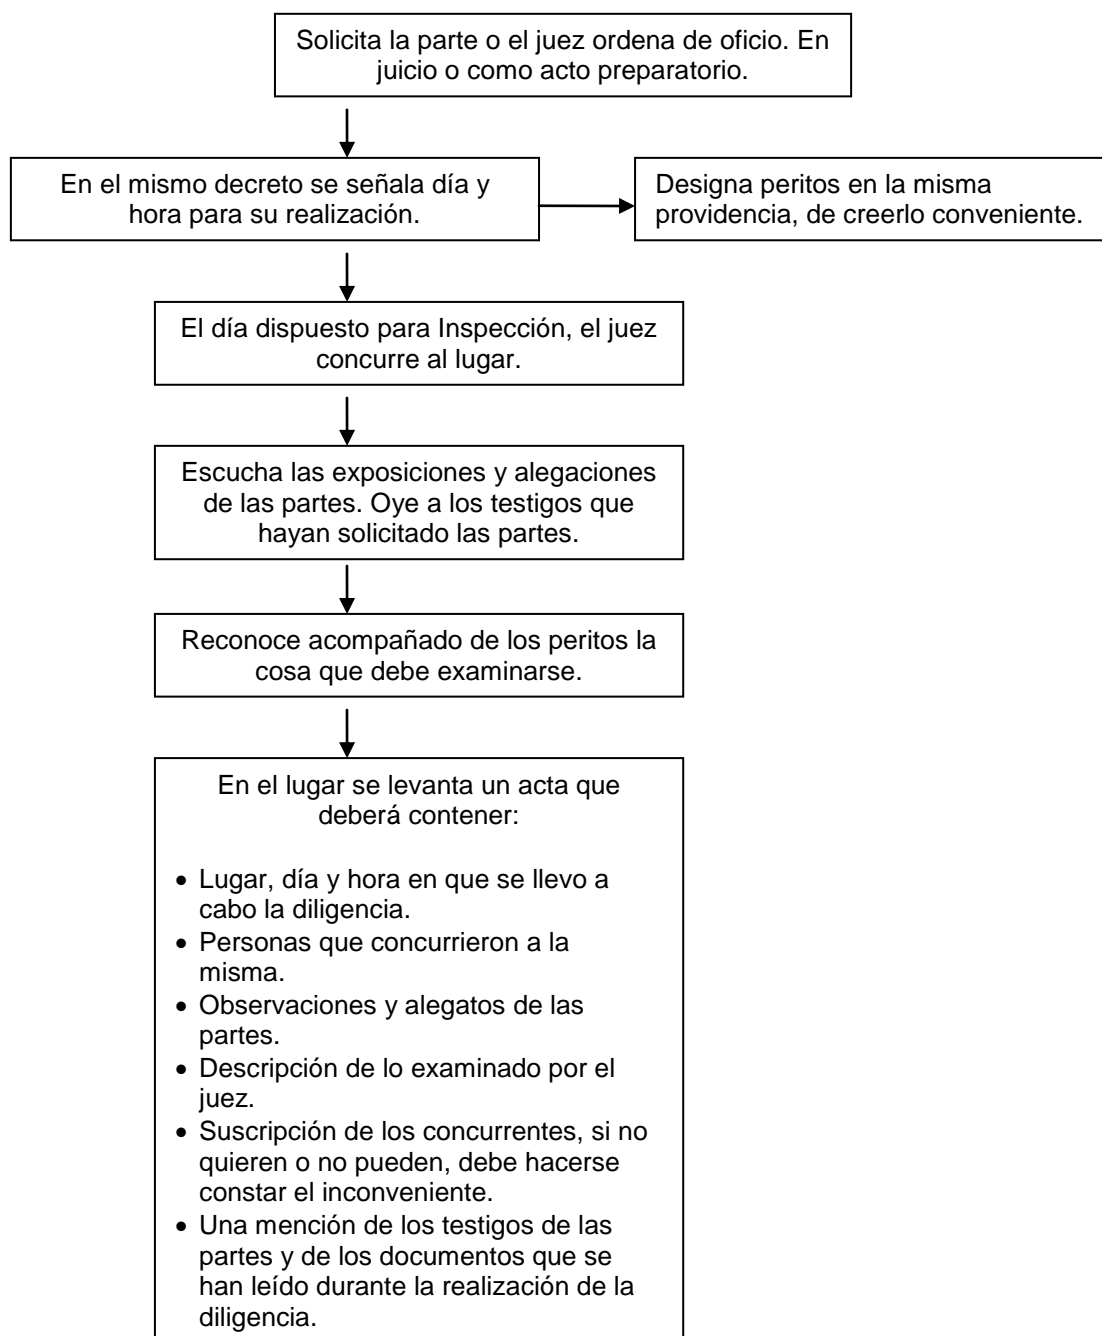 Solicita la parte o el juez ordena de oficio. En
juicio o como acto preparatorio.
En el mismo decreto se señala día y
hora para su realización.
Designa peritos en la misma
providencia, de creerlo conveniente.
El día dispuesto para Inspección, el juez
concurre al lugar.
Escucha las exposiciones y alegaciones
de las partes. Oye a los testigos que
hayan solicitado las partes.
Reconoce acompañado de los peritos la
cosa que debe examinarse.
En el lugar se levanta un acta que
deberá contener:
• Lugar, día y hora en que se llevo a
cabo la diligencia.
• Personas que concurrieron a la
misma.
• Observaciones y alegatos de las
partes.
• Descripción de lo examinado por el
juez.
• Suscripción de los concurrentes, si no
quieren o no pueden, debe hacerse
constar el inconveniente.
• Una mención de los testigos de las
partes y de los documentos que se
han leído durante la realización de la
diligencia.